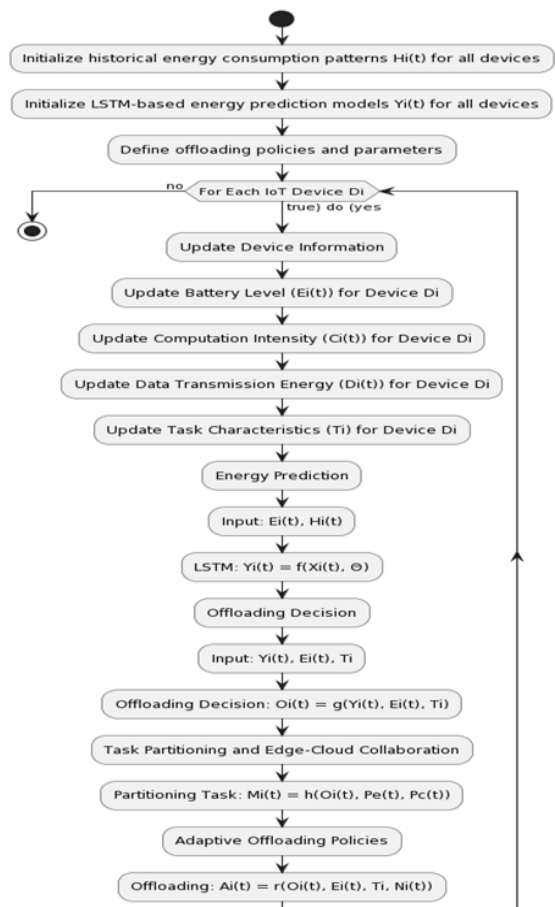 Initialize historical energy consumption patterns Hi(t) for all devices
Initialize LSTM-based energy prediction models Yi(t) for all devices
Define offloading policies and parameters
no
For Each IoT Device Di
true) do (yes
Update Device Information
Update Battery Level (Ei(t)) for Device Di
Update Computation Intensity (Ci(t)) for Device Di
Update Data Transmission Energy (Di(t)) for Device Di
Update Task Characteristics (Ti) for Device Di
Energy Prediction
Input: Ei(t), Hi(t)
LSTM: Yi(t) = f(Xi(t), Θ)
Offloading Decision
Input: Yi(t), Ei(t), Ti
Offloading Decision: Oi(t) = g(Yi(t), Ei(t), Ti)
Task Partitioning and Edge-Cloud Collaboration
Partitioning Task: Mi(t) = h(Oi(t), Pe(t), Pc(t))
Adaptive Offloading Policies
Offloading: Ai(t) = r(Oi(t), Ei(t), Ti, Ni(t))